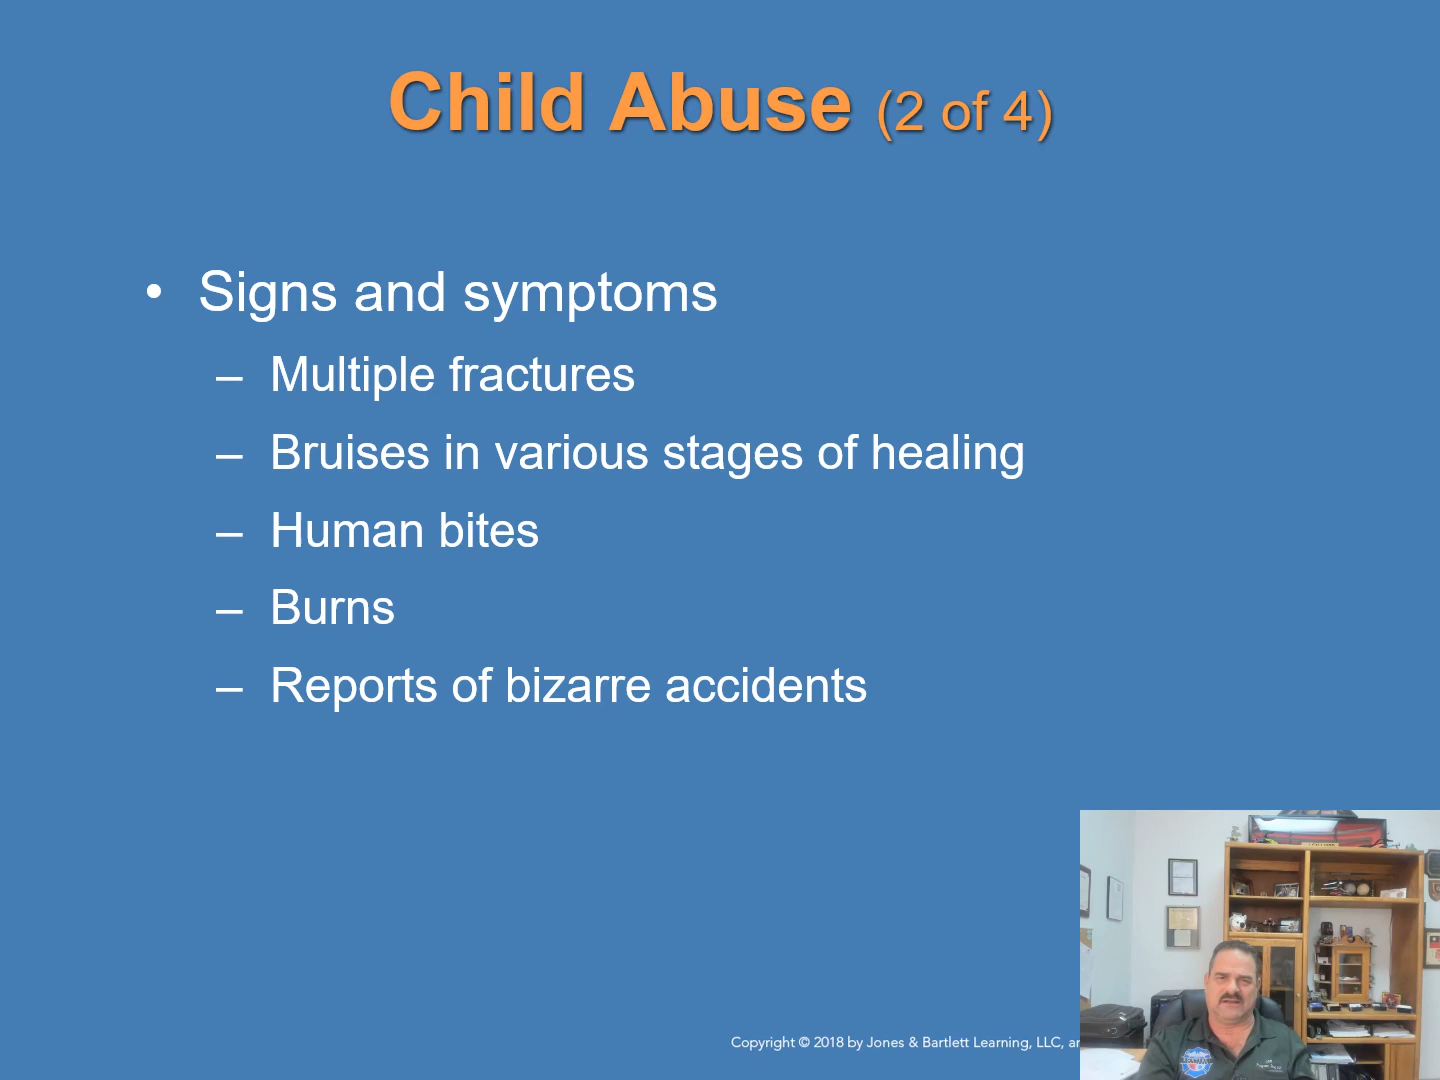 Child Abuse (2 of 4)
• Signs and symptoms
– Multiple fractures
– Bruises in various stages of healing
– Human bites
– Burns
– Reports of bizarre accidents
Copyright © 2018 by Jones & Bartlett Learning, LLC,